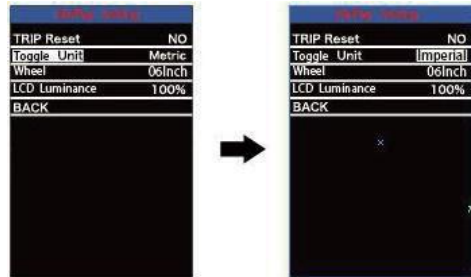 TRIP Reset NO
Toggle Unit Metric
Wheel 06Inch
LCD Luminance 100%
BACK
TRIP Reset NO
Toggle Unit Imperial
Wheel 06Inch
LCD Luminance 100%
BACK